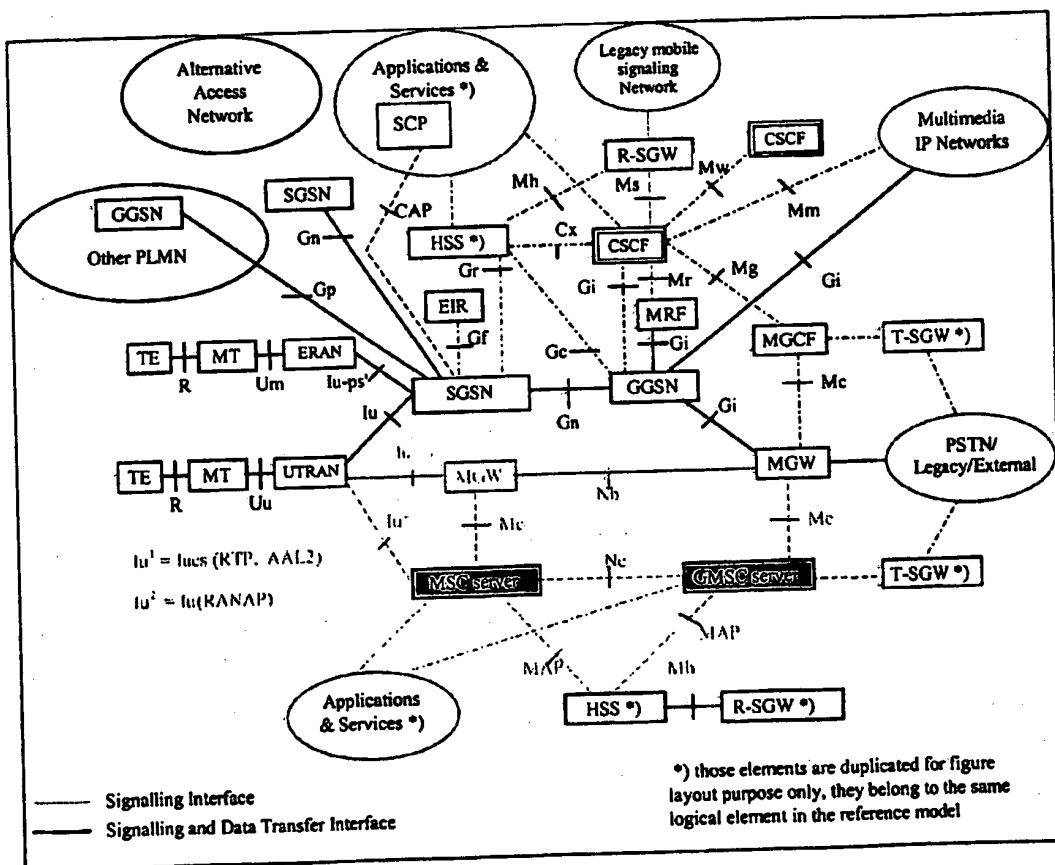 Alternative
Access
Network
Applications &
Services *)
SCP
Legacy mobile
signaling
Network
Multimedia
IP Networks
R-SGW
CSCF
Mh
Ms
Mw
Mm
GGSN
Other PLMN
SGSN
Gn
CAP
HSS *)
Cx
CSCF
Gr
Gi
Mr
Mg
Gi
Gp
EIR
Gf
MRF
Gi
Gc
MGCF
T-SGW *)
TE
R
MT
Um
ERAN
Iu-ps'
SGSN
Gn
GGSN
Mc
Iu
Gi
TE
R
MT
Uu
UTRAN
MGW
Nb
MGW
PSTN/
Legacy/External
Mc
Mc
Iu¹ = Iucs (RTP, AAL2)
Iu² = Iu(RANAP)
MSC server
Nc
GMSC server
T-SGW *)
MAP
MAP
Mh
Applications
& Services *)
HSS *)
R-SGW *)
Signalling Interface
Signalling and Data Transfer Interface
*) those elements are duplicated for figure
layout purpose only, they belong to the same
logical element in the reference model